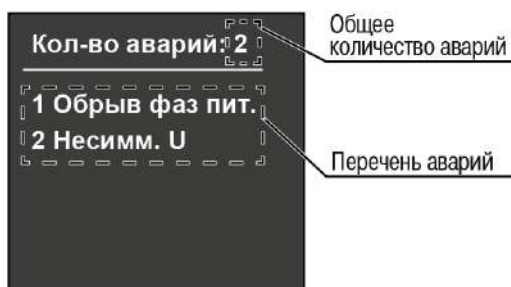 Кол-во аварий: 2
1 Обрыв фаз пит.
2 Несимм. U
Общее
количество аварий
Перечень аварий